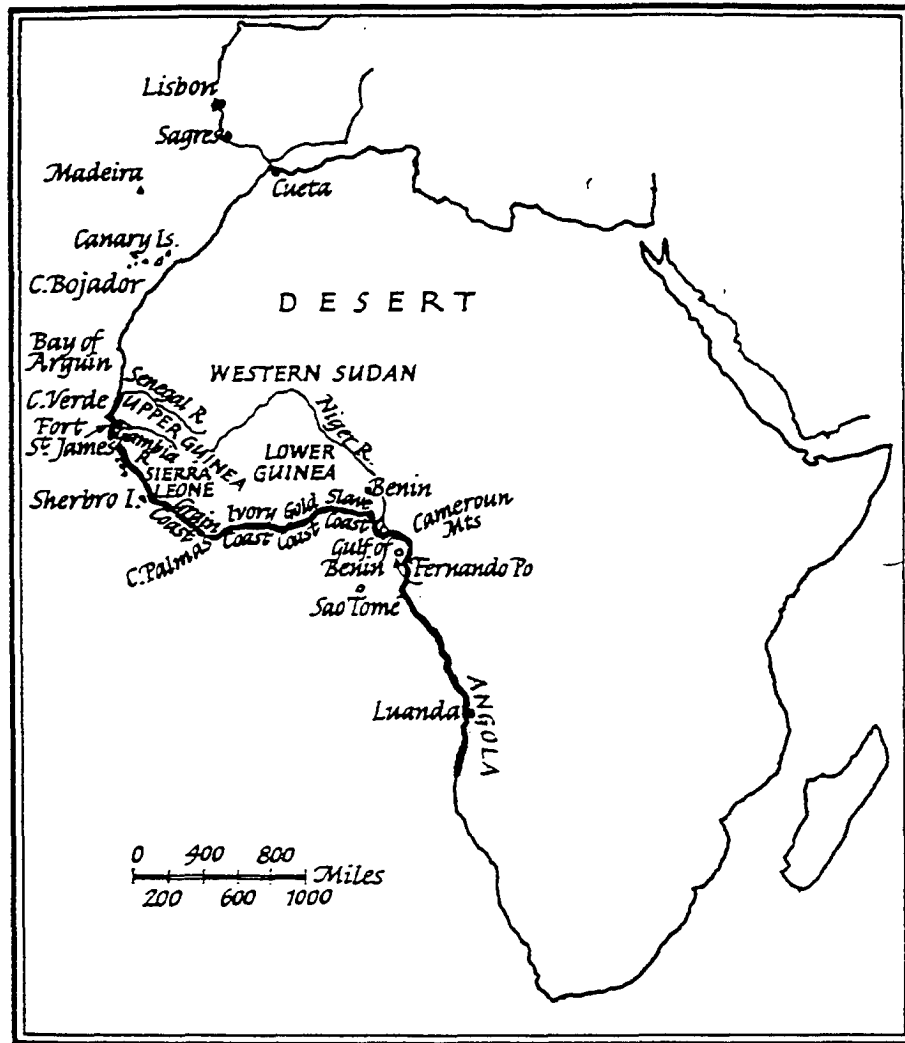 Lisbon
Sagres
Madeira
Cueta
Canary Is.
C. Bojador
DESERT
Bay of
Arguin
WESTERN SUDAN
Senegal R
C. Verde
UPPER GUINEA
Niger R.
Fort
St. James
Gambia
R
LOWER
GUINEA
SIERRA
LEONE
Sherbro I.
Benin
Grain
Coast
Ivory
Coast
Gold
Coast
Slave
Coast
Cameroun
Mts
C. Palmas
Gulf of
Benin
Fernando Po
Sao Tomé
Luanda
ANGOLA
0 400 800
Miles
200 600 1000